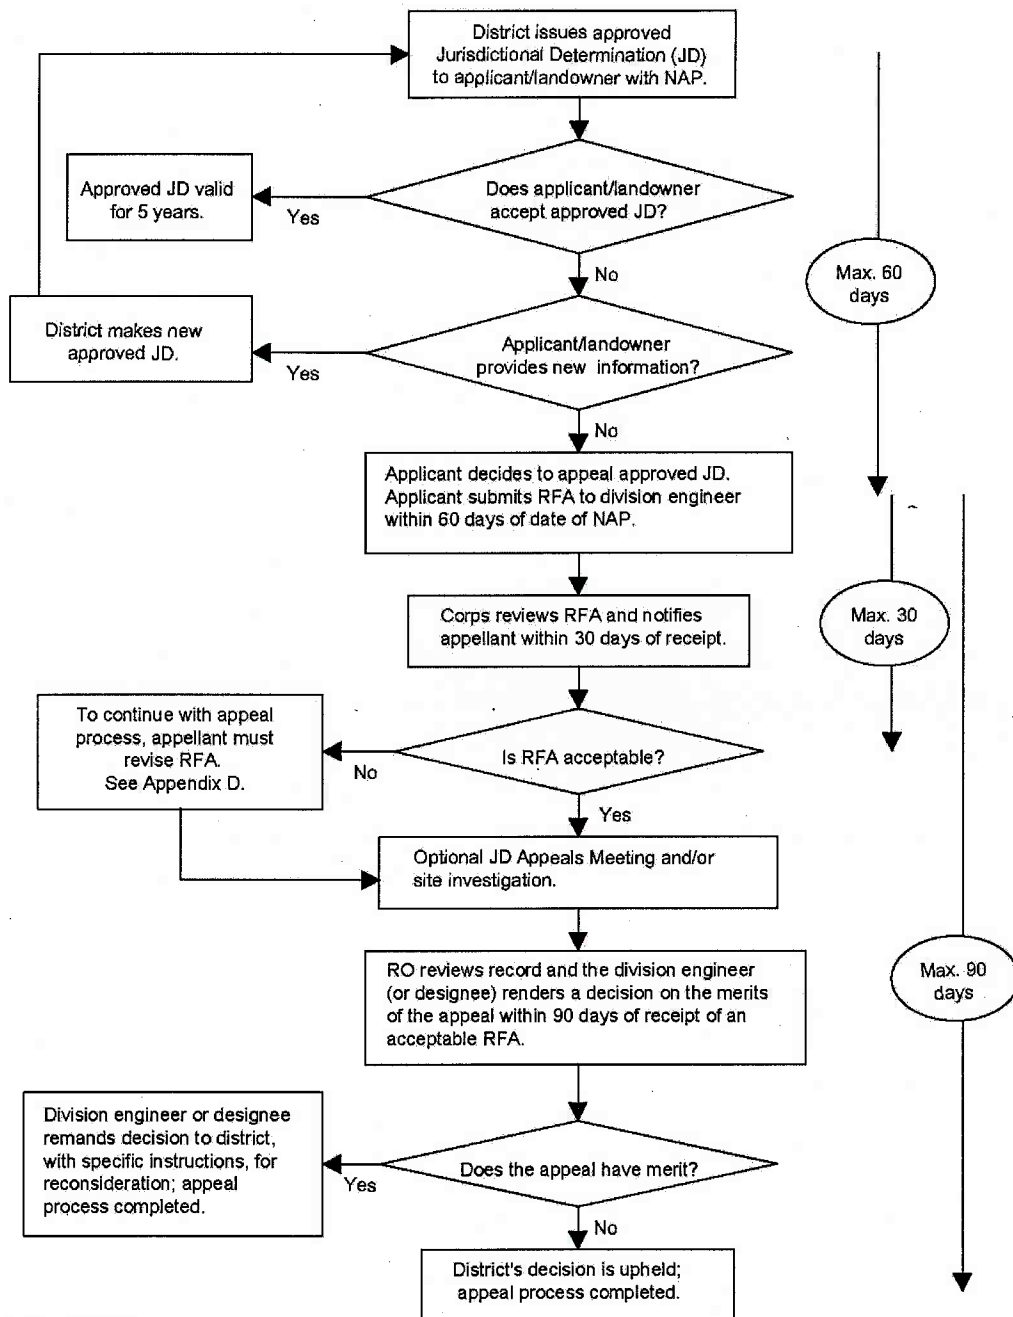 District issues approved
Jurisdictional Determination (JD)
to applicant/landowner with NAP.
Does applicant/landowner
accept approved JD?
Yes
Approved JD valid
for 5 years.
No
Max. 60
days
Applicant/landowner
provides new information?
Yes
District makes new
approved JD.
No
Applicant decides to appeal approved JD.
Applicant submits RFA to division engineer
within 60 days of date of NAP.
Corps reviews RFA and notifies
appellant within 30 days of receipt.
Max. 30
days
Is RFA acceptable?
No
To continue with appeal
process, appellant must
revise RFA.
See Appendix D.
Yes
Optional JD Appeals Meeting and/or
site investigation.
RO reviews record and the division engineer
(or designee) renders a decision on the merits
of the appeal within 90 days of receipt of an
acceptable RFA.
Max. 90
days
Does the appeal have merit?
Yes
Division engineer or designee
remands decision to district,
with specific instructions, for
reconsideration; appeal
process completed.
No
District's decision is upheld;
appeal process completed.